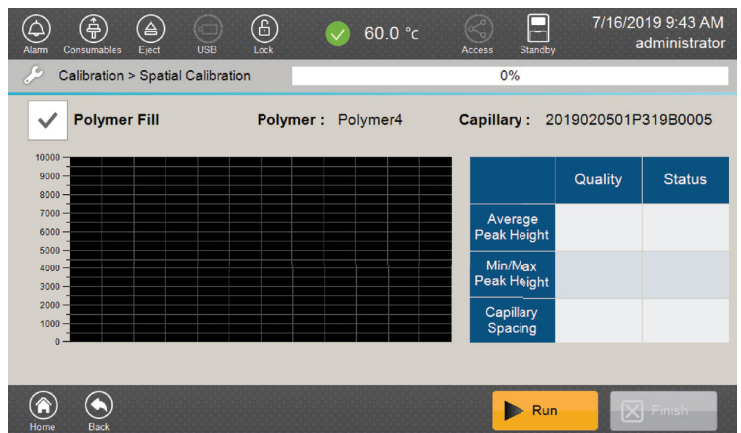 60.0 °c
7/16/2019 9:43 AM
Alarm Consumables Eject USB Lock Access Standby administrator
Calibration > Spatial Calibration 0%
Polymer Fill Polymer : Polymer4 Capillary : 2019020501P319B0005
10000
9000
8000
7000
6000
5000
4000
3000
2000
1000
0
Quality Status
Average
Peak Height
Min/Max
Peak Height
Capillary
Spacing
Run Finish
Home Back